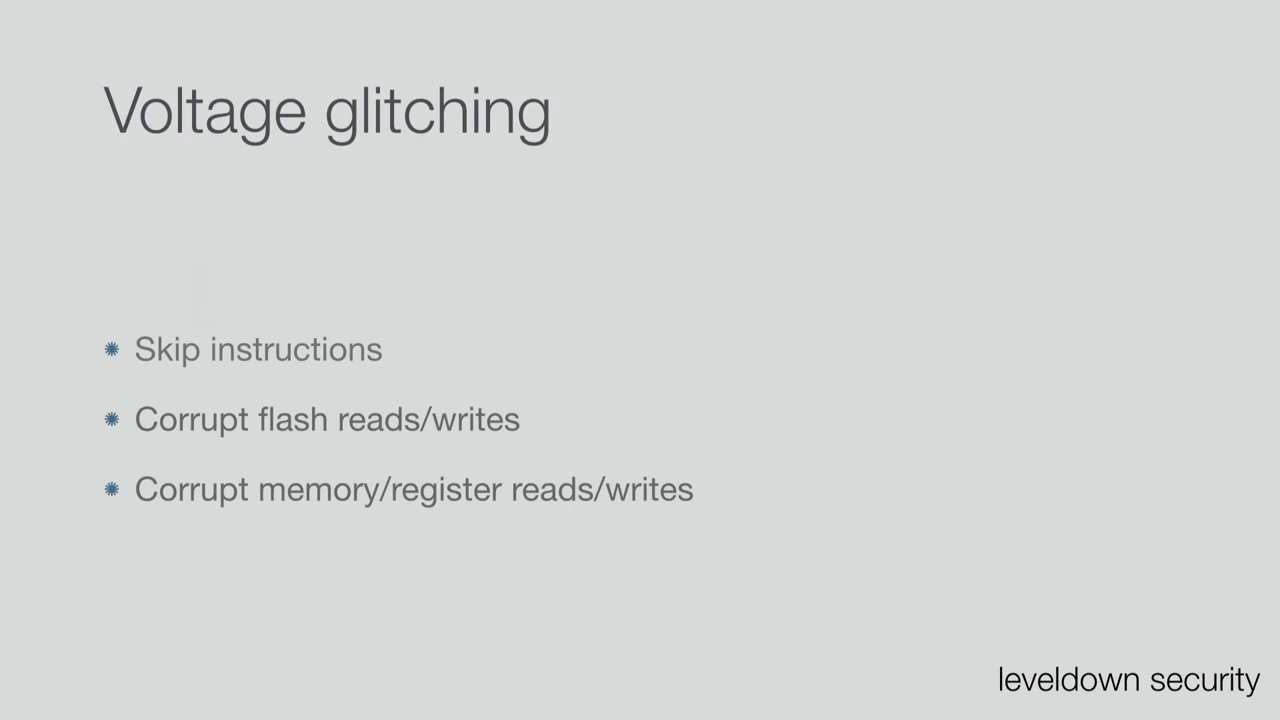 Voltage glitching
Skip instructions
Corrupt flash reads/writes
Corrupt memory/register reads/writes
leveldown security